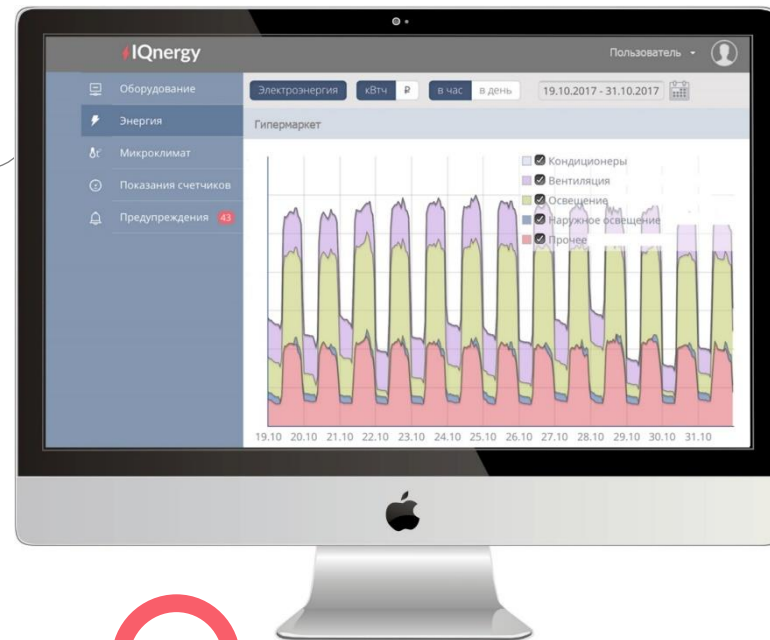 IQnergy
Пользователь
Оборудование
Энергия
Микроклимат
Показания счетчиков
Предупреждения 43
Электроэнергия кВтч ₽ в час в день 19.10.2017 - 31.10.2017
Гипермаркет
Кондиционеры
Вентиляция
Освещение
Наружное освещение
Прочее
19.10 20.10 21.10 22.10 23.10 24.10 25.10 26.10 27.10 28.10 29.10 30.10 31.10